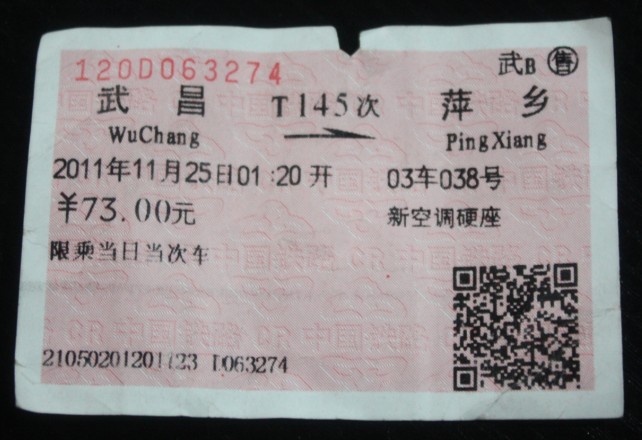 120D063274
武B 售
武昌 T145次 萍乡
WuChang PingXiang
2011年11月25日01:20开 03车038号
¥73.00元 新空调硬座
限乘当日当次车
21050201201123 D063274